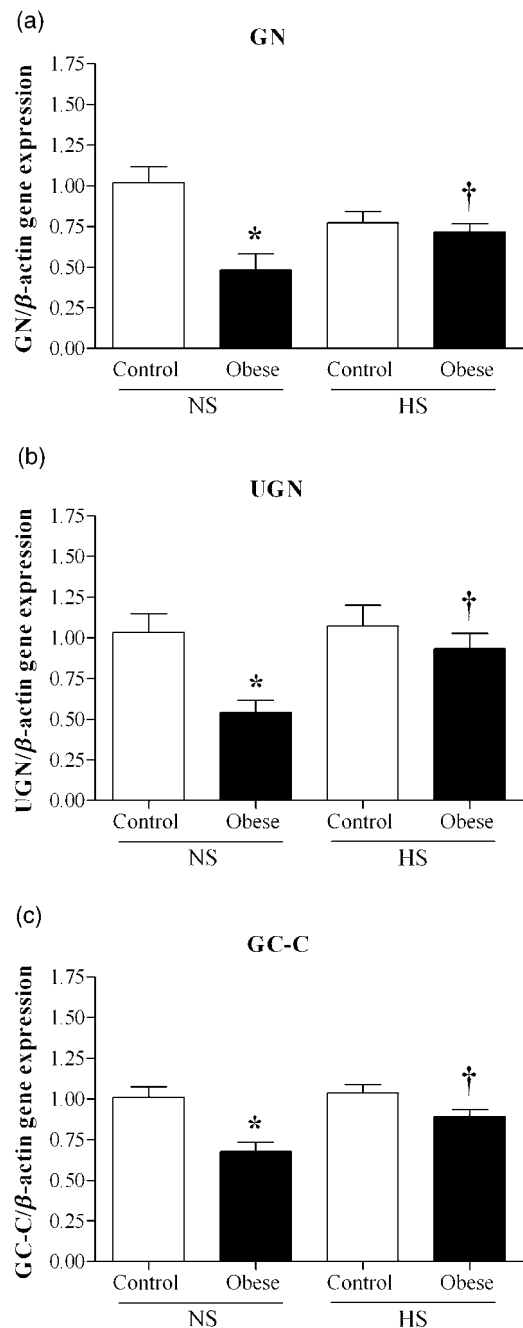 (a)
GN
GN/β-actin gene expression
1.75
1.50
1.25
1.00
0.75
0.50
0.25
0.00
*
†
Control Obese Control Obese
NS HS
(b)
UGN
UGN/β-actin gene expression
1.75
1.50
1.25
1.00
0.75
0.50
0.25
0.00
*
†
Control Obese Control Obese
NS HS
(c)
GC-C
GC-C/β-actin gene expression
1.75
1.50
1.25
1.00
0.75
0.50
0.25
0.00
*
†
Control Obese Control Obese
NS HS